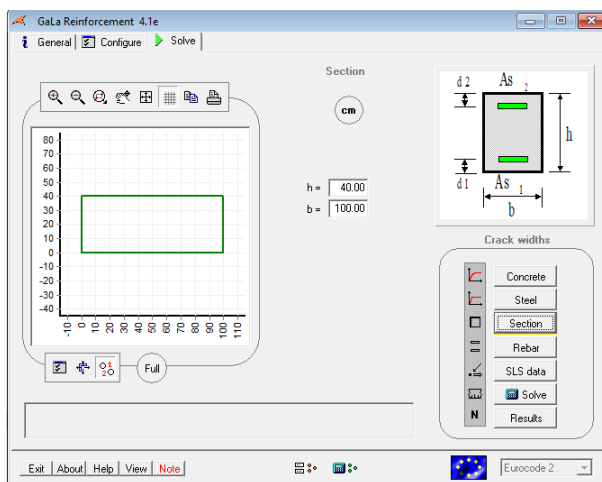 GaLa Reinforcement 4.1e
General Configure Solve
Section
cm
h = 40.00
b = 100.00
80
70
60
50
40
30
20
10
0
-10
-20
-30
-40
-10 0 10 20 30 40 50 60 70 80 90 100 110
Full
d 2 As 2
h
d 1 As 1
b
Crack widths
Concrete
Steel
Section
Rebar
SLS data
Solve
N Results
Exit About Help View Note
Eurocode 2